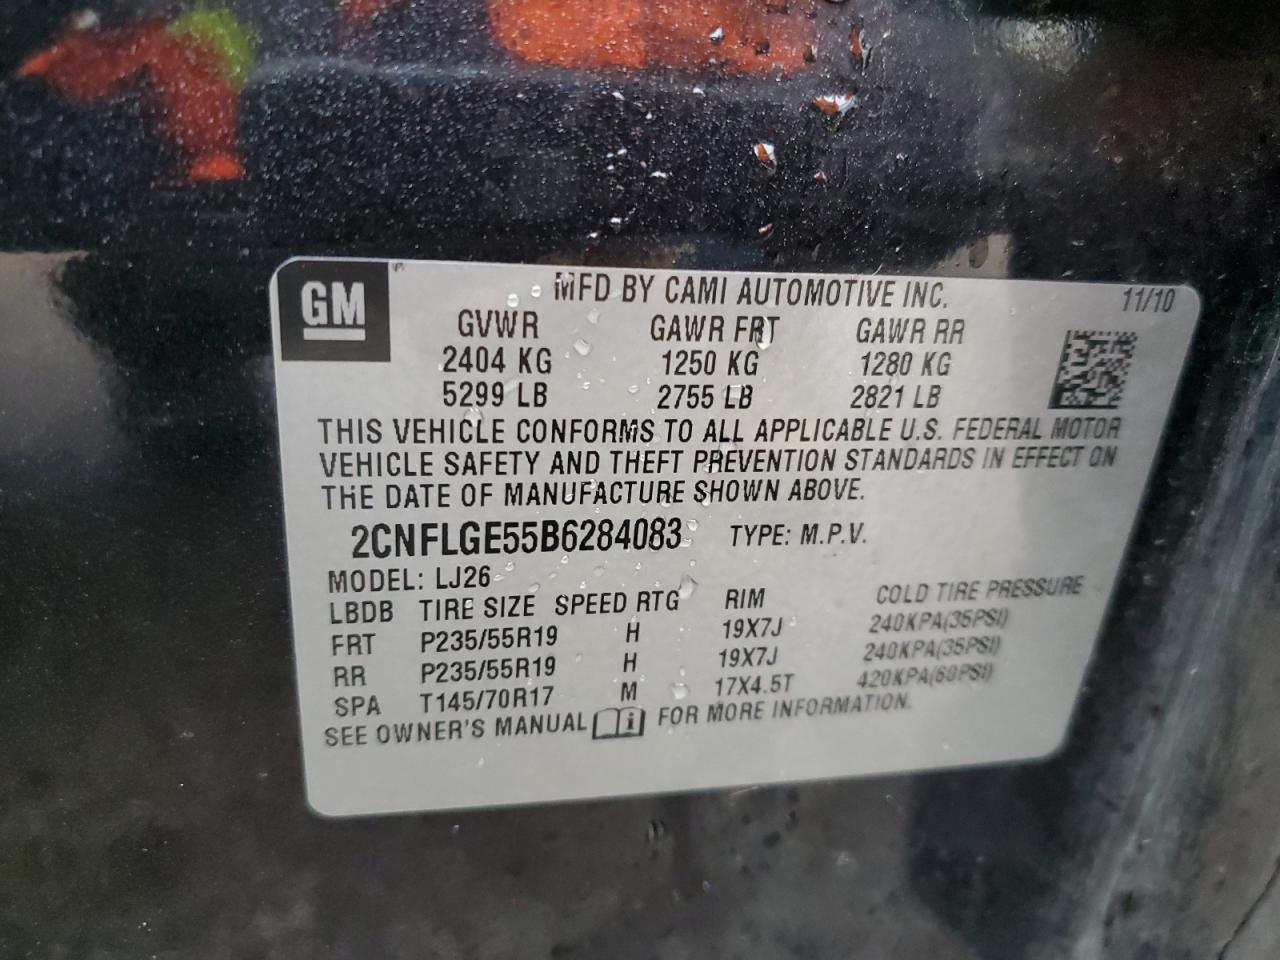 GM
MFD BY CAMI AUTOMOTIVE INC. 11/10
GVWR GAWR FRT GAWR RR
2404 KG 1250 KG 1280 KG
5299 LB 2755 LB 2821 LB
THIS VEHICLE CONFORMS TO ALL APPLICABLE U.S. FEDERAL MOTOR
VEHICLE SAFETY AND THEFT PREVENTION STANDARDS IN EFFECT ON
THE DATE OF MANUFACTURE SHOWN ABOVE.
2CNFLGE55B6284083 TYPE: M.P.V.
MODEL: LJ26
LBDB TIRE SIZE SPEED RTG RIM COLD TIRE PRESSURE
FRT P235/55R19 H 19X7J 240KPA(35PSI)
RR P235/55R19 H 19X7J 240KPA(35PSI)
SPA T145/70R17 M 17X4.5T 420KPA(60PSI)
SEE OWNER'S MANUAL i FOR MORE INFORMATION.